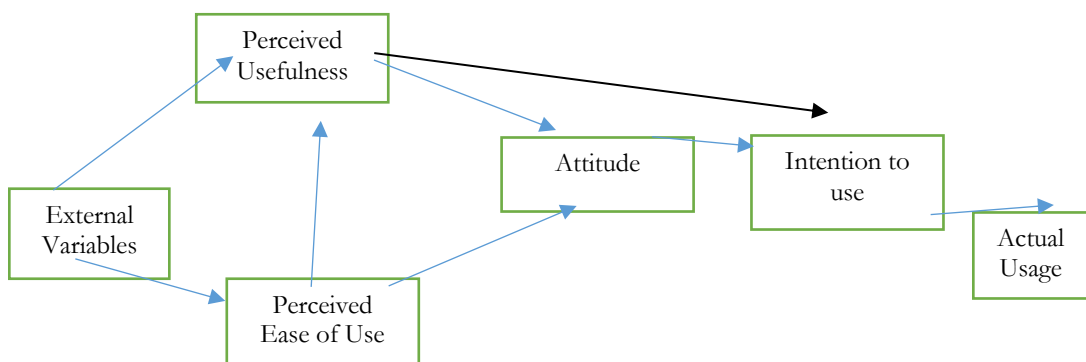 Perceived
Usefulness
Attitude
Intention to
use
External
Variables
Actual
Usage
Perceived
Ease of Use